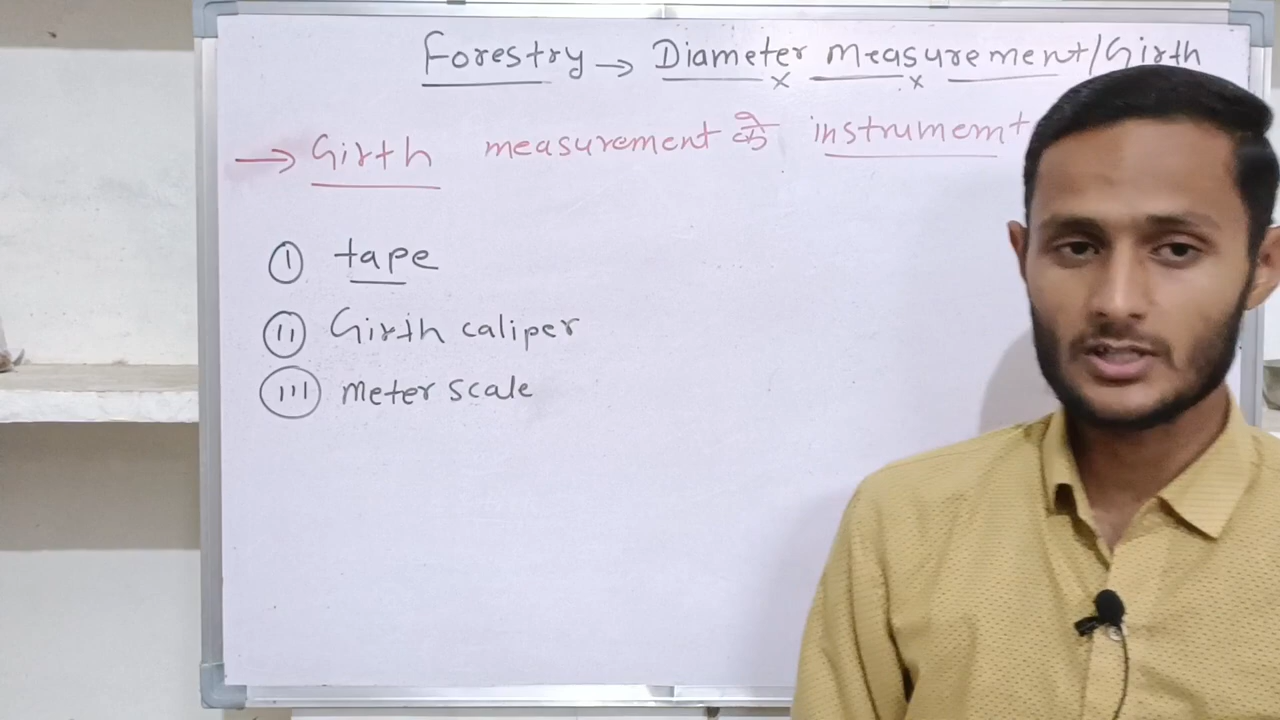 Forestry → Diameter measurement/Girth
→ Girth measurement के instrument
① tape
② Girth caliper
③ meter scale